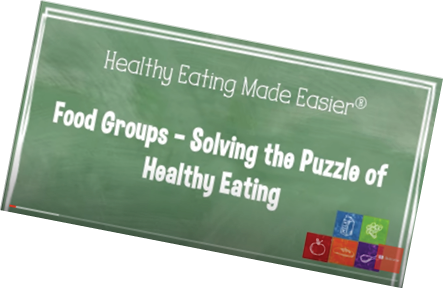 Healthy Eating Made Easier®
Food Groups - Solving the Puzzle of
Healthy Eating